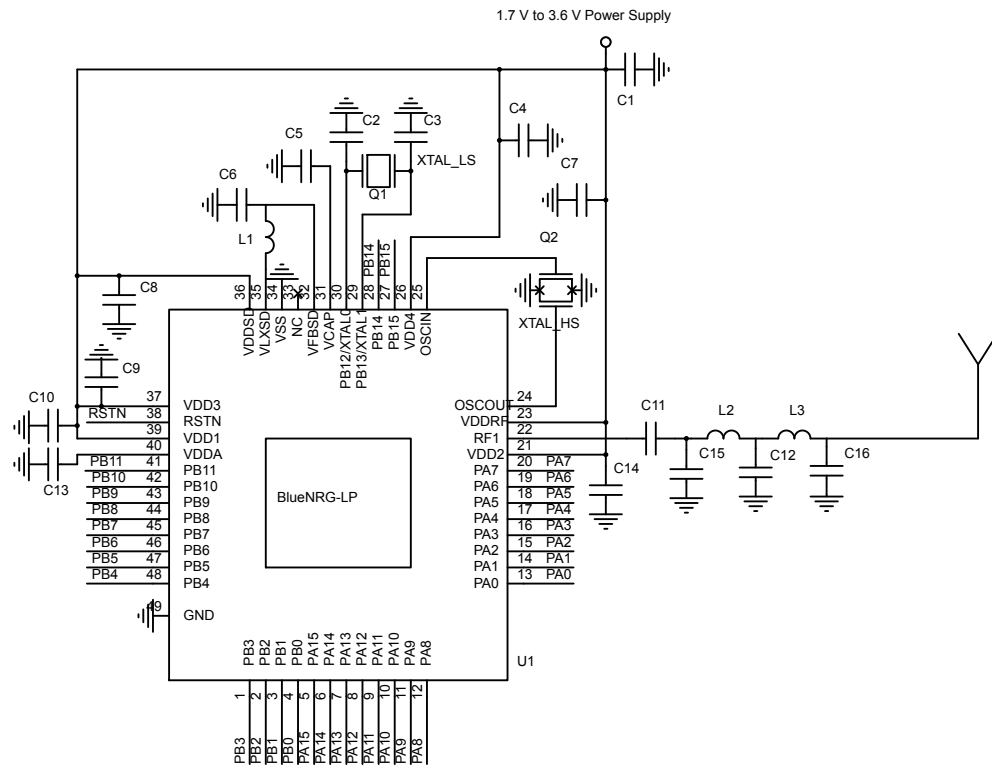 1.7 V to 3.6 V Power Supply
C1
C2
C3
C4
C5
XTAL_LS
C7
C6
Q1
L1
PB14
PB15
Q2
C8
36
35
34
33
32
31
30
29
28
27
26
25
VDDSD
VLXSD
VSS
NC
VFBSD
VCAP
PB12/XTAL0
PB13/XTAL1
PB14
PB15
VDD4
OSCIN
XTAL_HS
C9
C10
37
VDD3
RSTN
38
RSTN
39
VDD1
40
VDDA
C13
PB11
41
PB11
PB10
42
PB10
PB9
43
PB9
PB8
44
PB8
PB7
45
PB7
PB6
46
PB6
PB5
47
PB5
PB4
48
PB4
49
GND
BlueNRG-LP
OSCOUT
24
VDDRF
23
RF1
22
VDD2
21
PA7
20
PA7
PA6
19
PA6
PA5
18
PA5
PA4
17
PA4
PA3
16
PA3
PA2
15
PA2
PA1
14
PA1
PA0
13
PA0
C11
L2
L3
C14
C15
C12
C16
U1
PB3
PB2
PB1
PB0
PA15
PA14
PA13
PA12
PA11
PA10
PA9
PA8
1
2
3
4
5
6
7
8
9
10
11
12
PB3
PB2
PB1
PB0
PA15
PA14
PA13
PA12
PA11
PA10
PA9
PA8